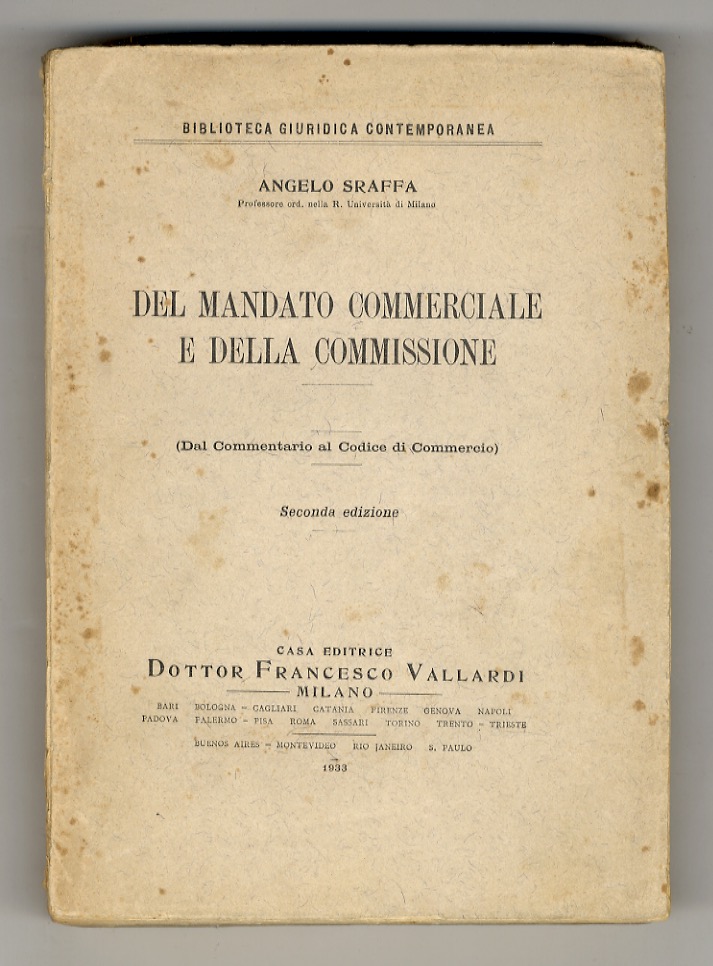 BIBLIOTECA GIURIDICA CONTEMPORANEA
ANGELO SRAFFA
Professore ord. nella R. Università di Milano
DEL MANDATO COMMERCIALE
E DELLA COMMISSIONE
(Dal Commentario al Codice di Commercio)
Seconda edizione
CASA EDITRICE
DOTTOR FRANCESCO VALLARDI
MILANO
BARI BOLOGNA - CAGLIARI CATANIA FIRENZE GENOVA NAPOLI
PADOVA PALERMO - PISA ROMA SASSARI TORINO TRENTO - TRIESTE
BUENOS AIRES - MONTEVIDEO RIO JANEIRO S. PAULO
1933